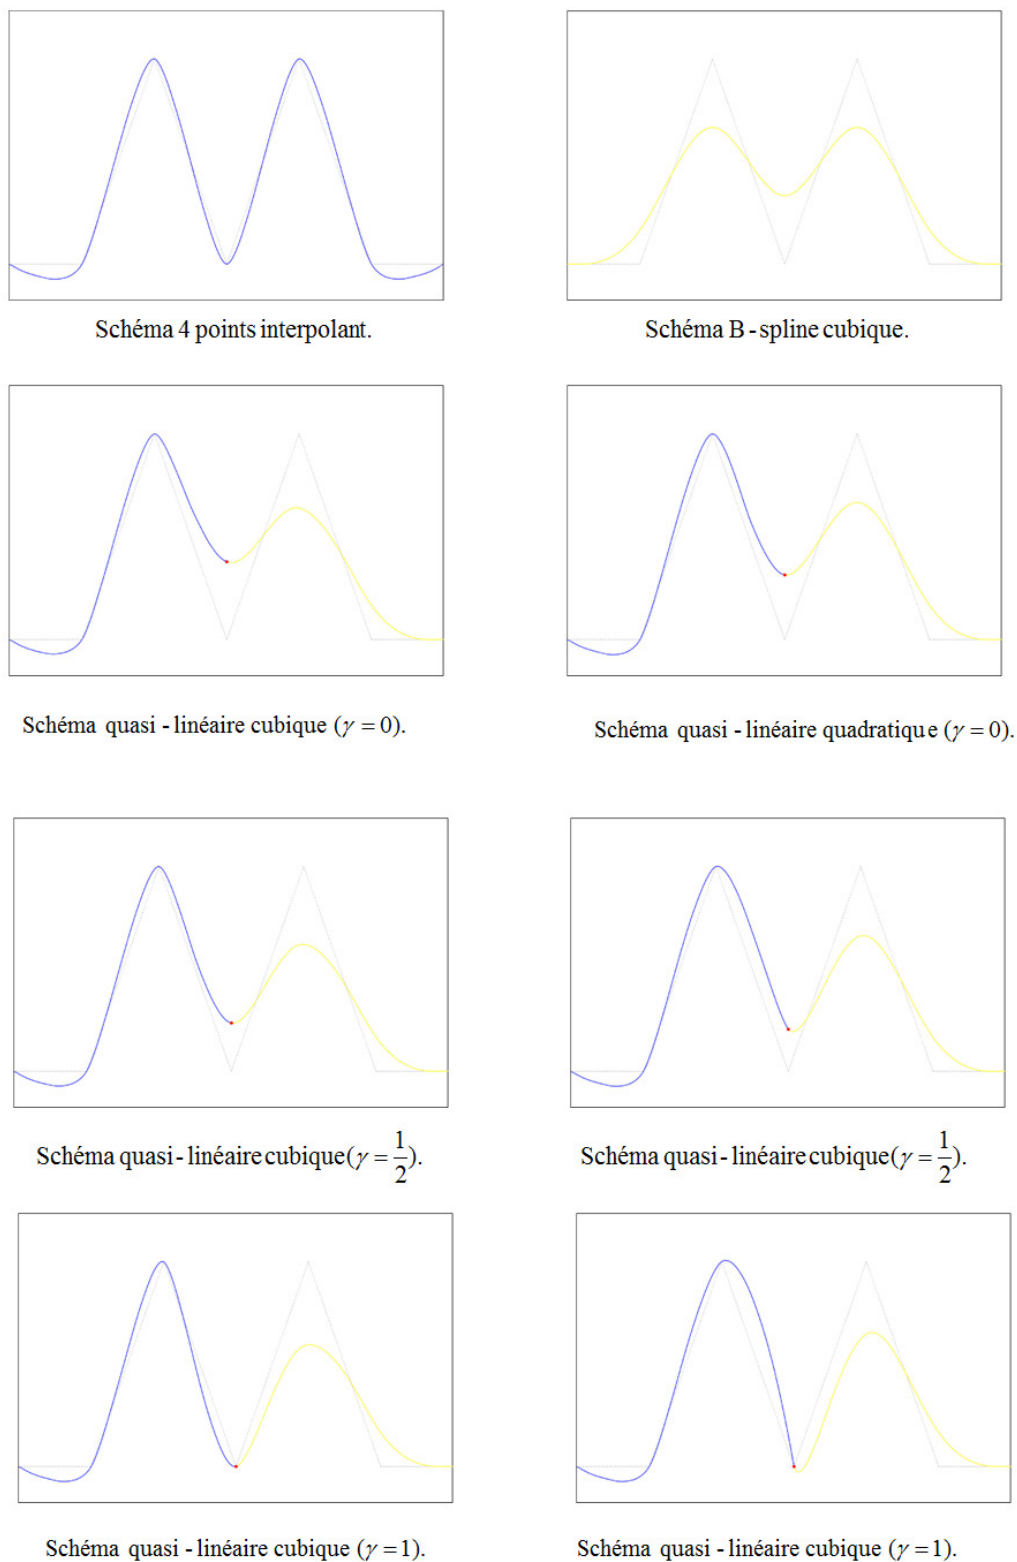 Schéma 4 points interpolant.
Schéma B - spline cubique.
Schéma quasi - linéaire cubique (γ = 0).
Schéma quasi - linéaire quadratique (γ = 0).
Schéma quasi - linéaire cubique (γ = 1/2).
Schéma quasi - linéaire cubique (γ = 1/2).
Schéma quasi - linéaire cubique (γ = 1).
Schéma quasi - linéaire cubique (γ = 1).